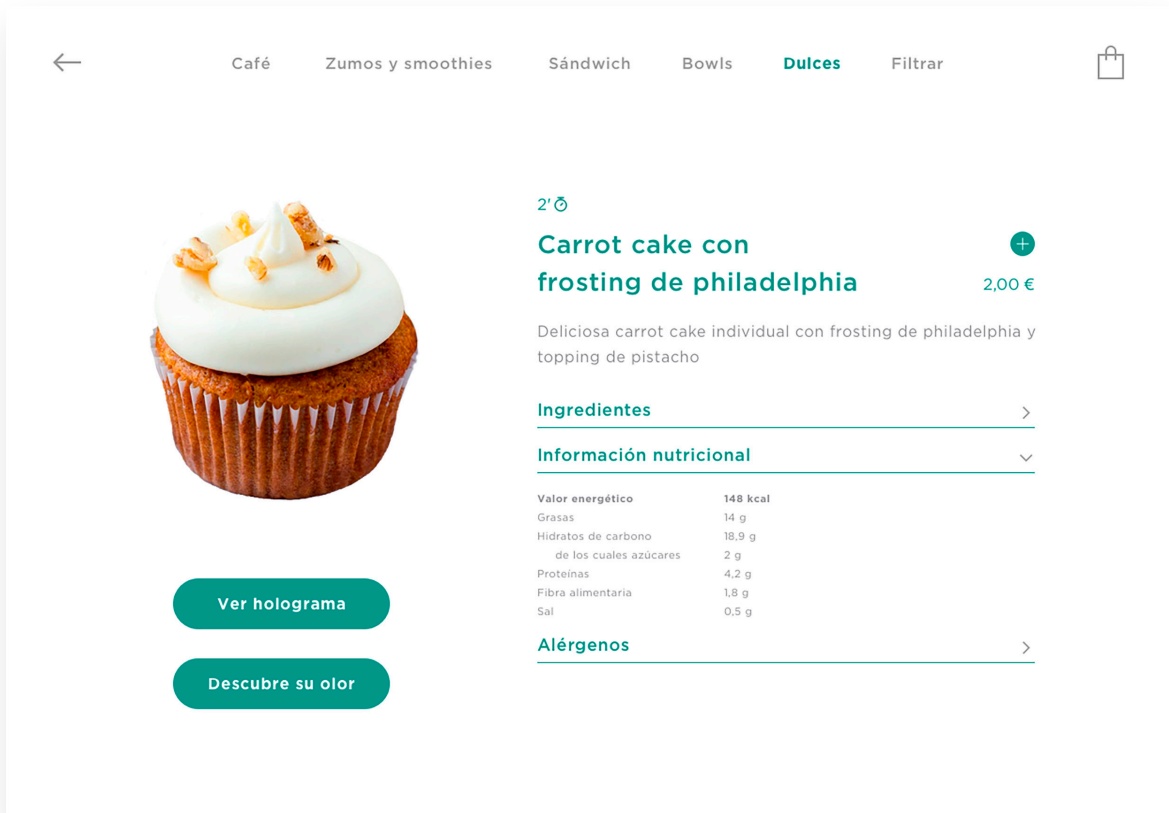 Café Zumos y smoothies Sándwich Bowls Dulces Filtrar
2'
Carrot cake con
frosting de philadelphia
2,00 €
Deliciosa carrot cake individual con frosting de philadelphia y
topping de pistacho
Ingredientes
Información nutricional
Valor energético 148 kcal
Grasas 14 g
Hidratos de carbono 18,9 g
de los cuales azúcares 2 g
Proteínas 4,2 g
Fibra alimentaria 1,8 g
Sal 0,5 g
Alérgenos
Ver holograma
Descubre su olor